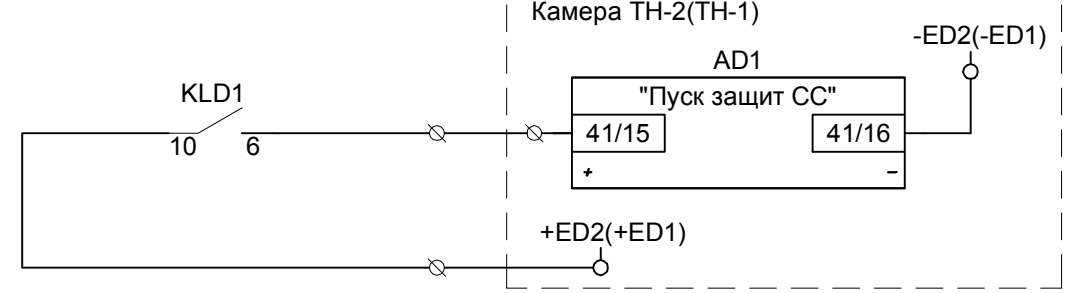 Камера ТН-2(ТН-1)
-ED2(-ED1)
AD1
KLD1
"Пуск защит СС"
41/15
41/16
10
6
+
−
+ED2(+ED1)